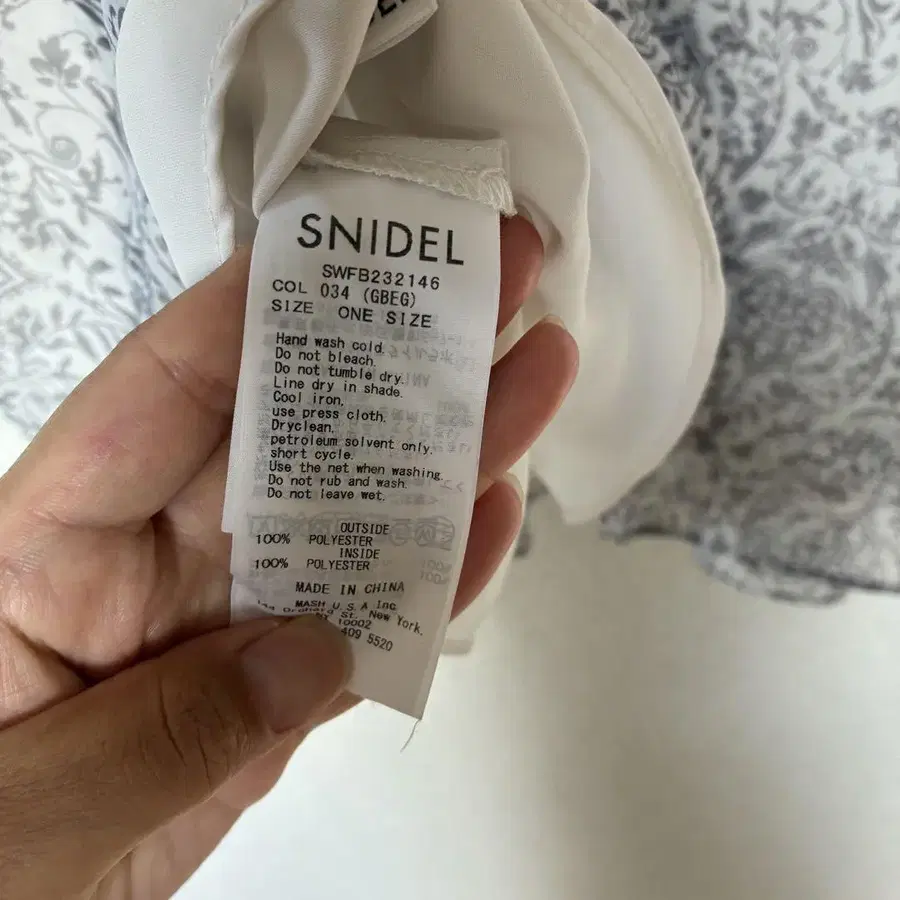 SNIDEL
SWFB232146
COL 034 (GBEG)
SIZE ONE SIZE
Hand wash cold.
Do not bleach.
Do not tumble dry.
Line dry in shade.
Cool iron.
use press cloth.
Dryclean.
petroleum solvent only.
short cycle.
Use the net when washing.
Do not rub and wash.
Do not leave wet.
OUTSIDE
100% POLYESTER
INSIDE
100% POLYESTER
MADE IN CHINA
MASH U.S.A Inc
St. New York.
10002
409 5520